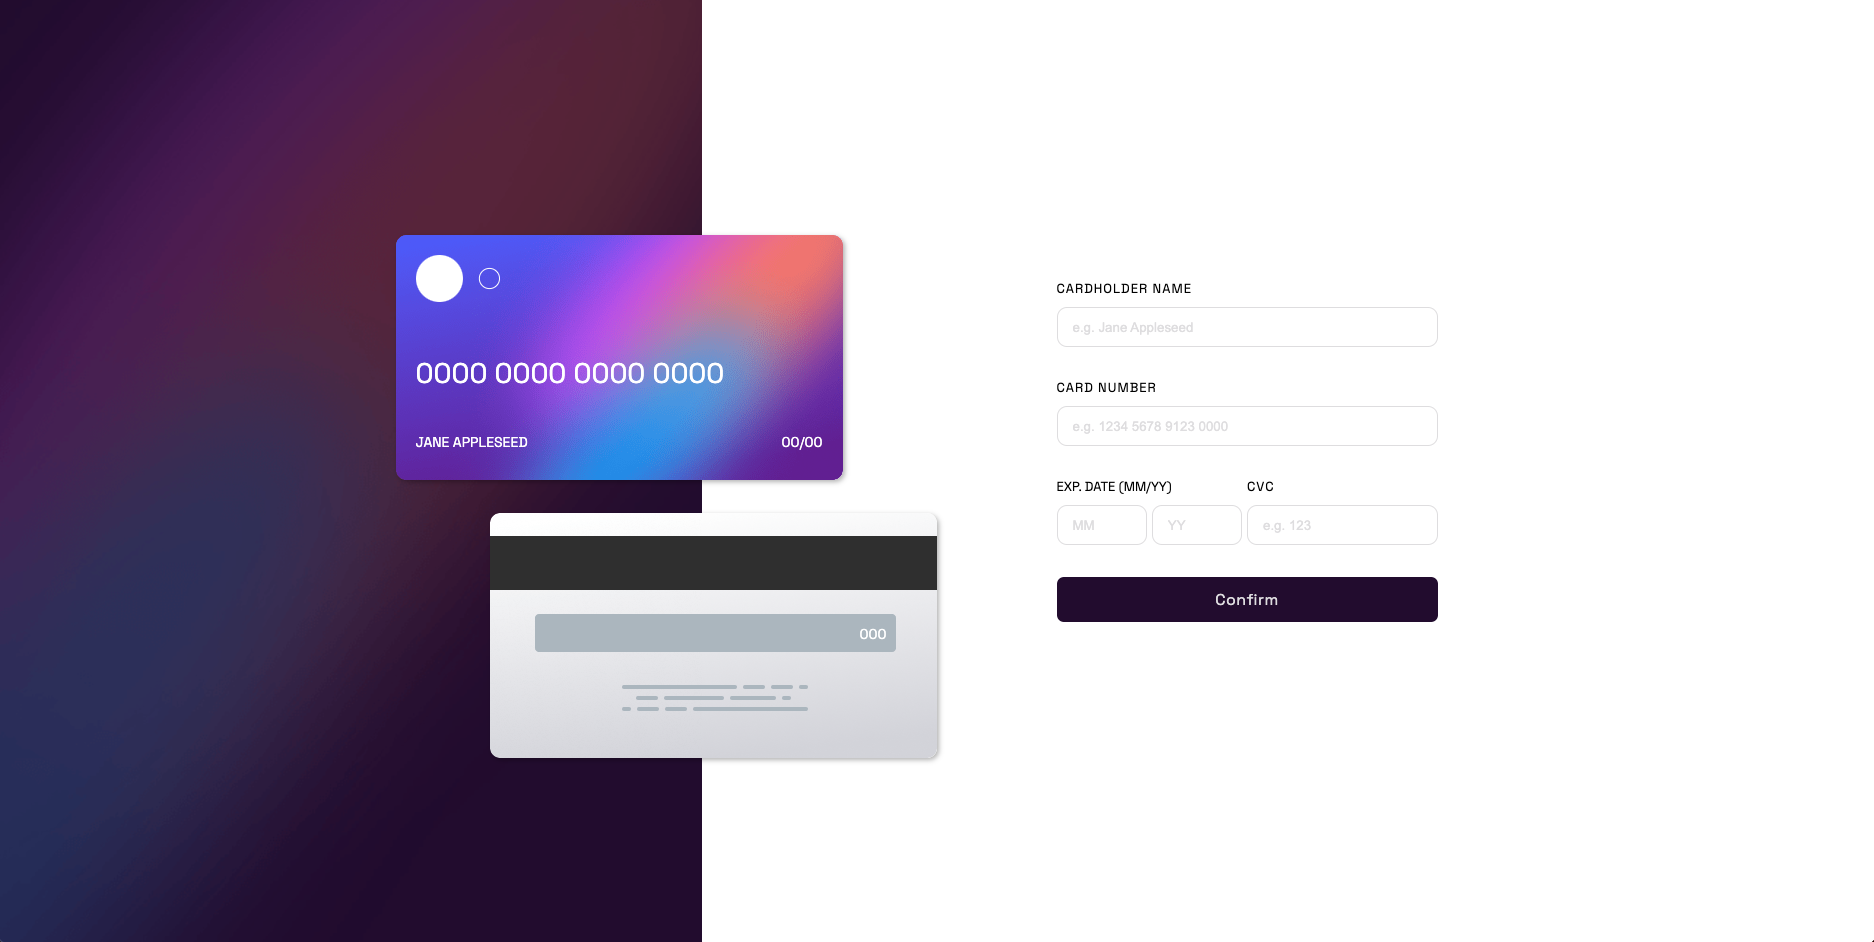 0000 0000 0000 0000
JANE APPLESEED 00/00
000
CARDHOLDER NAME
e.g. Jane Appleseed
CARD NUMBER
e.g. 1234 5678 9123 0000
EXP. DATE (MM/YY) CVC
MM YY e.g. 123
Confirm